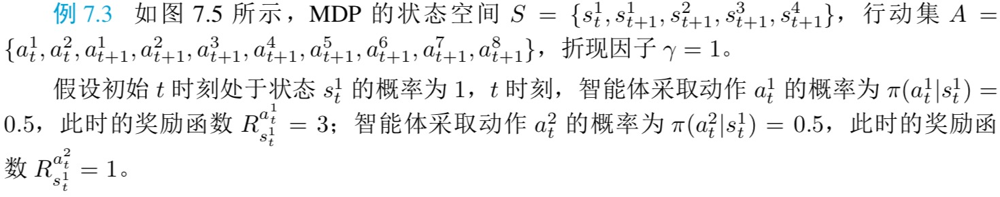 例 7.3 如图 7.5 所示，MDP 的状态空间 $S = \{s_t^1, s_{t+1}^1, s_{t+1}^2, s_{t+1}^3, s_{t+1}^4\}$，行动集 $A =$
$\{a_t^1, a_t^2, a_{t+1}^1, a_{t+1}^2, a_{t+1}^3, a_{t+1}^4, a_{t+1}^5, a_{t+1}^6, a_{t+1}^7, a_{t+1}^8\}$，折现因子 $\gamma = 1$。
假设初始 $t$ 时刻处于状态 $s_t^1$ 的概率为 1，$t$ 时刻，智能体采取动作 $a_t^1$ 的概率为 $\pi(a_t^1|s_t^1) =$
$0.5$，此时的奖励函数 $R_{s_t^1}^{a_t^1} = 3$；智能体采取动作 $a_t^2$ 的概率为 $\pi(a_t^2|s_t^1) = 0.5$，此时的奖励函
数 $R_{s_t^1}^{a_t^2} = 1$。